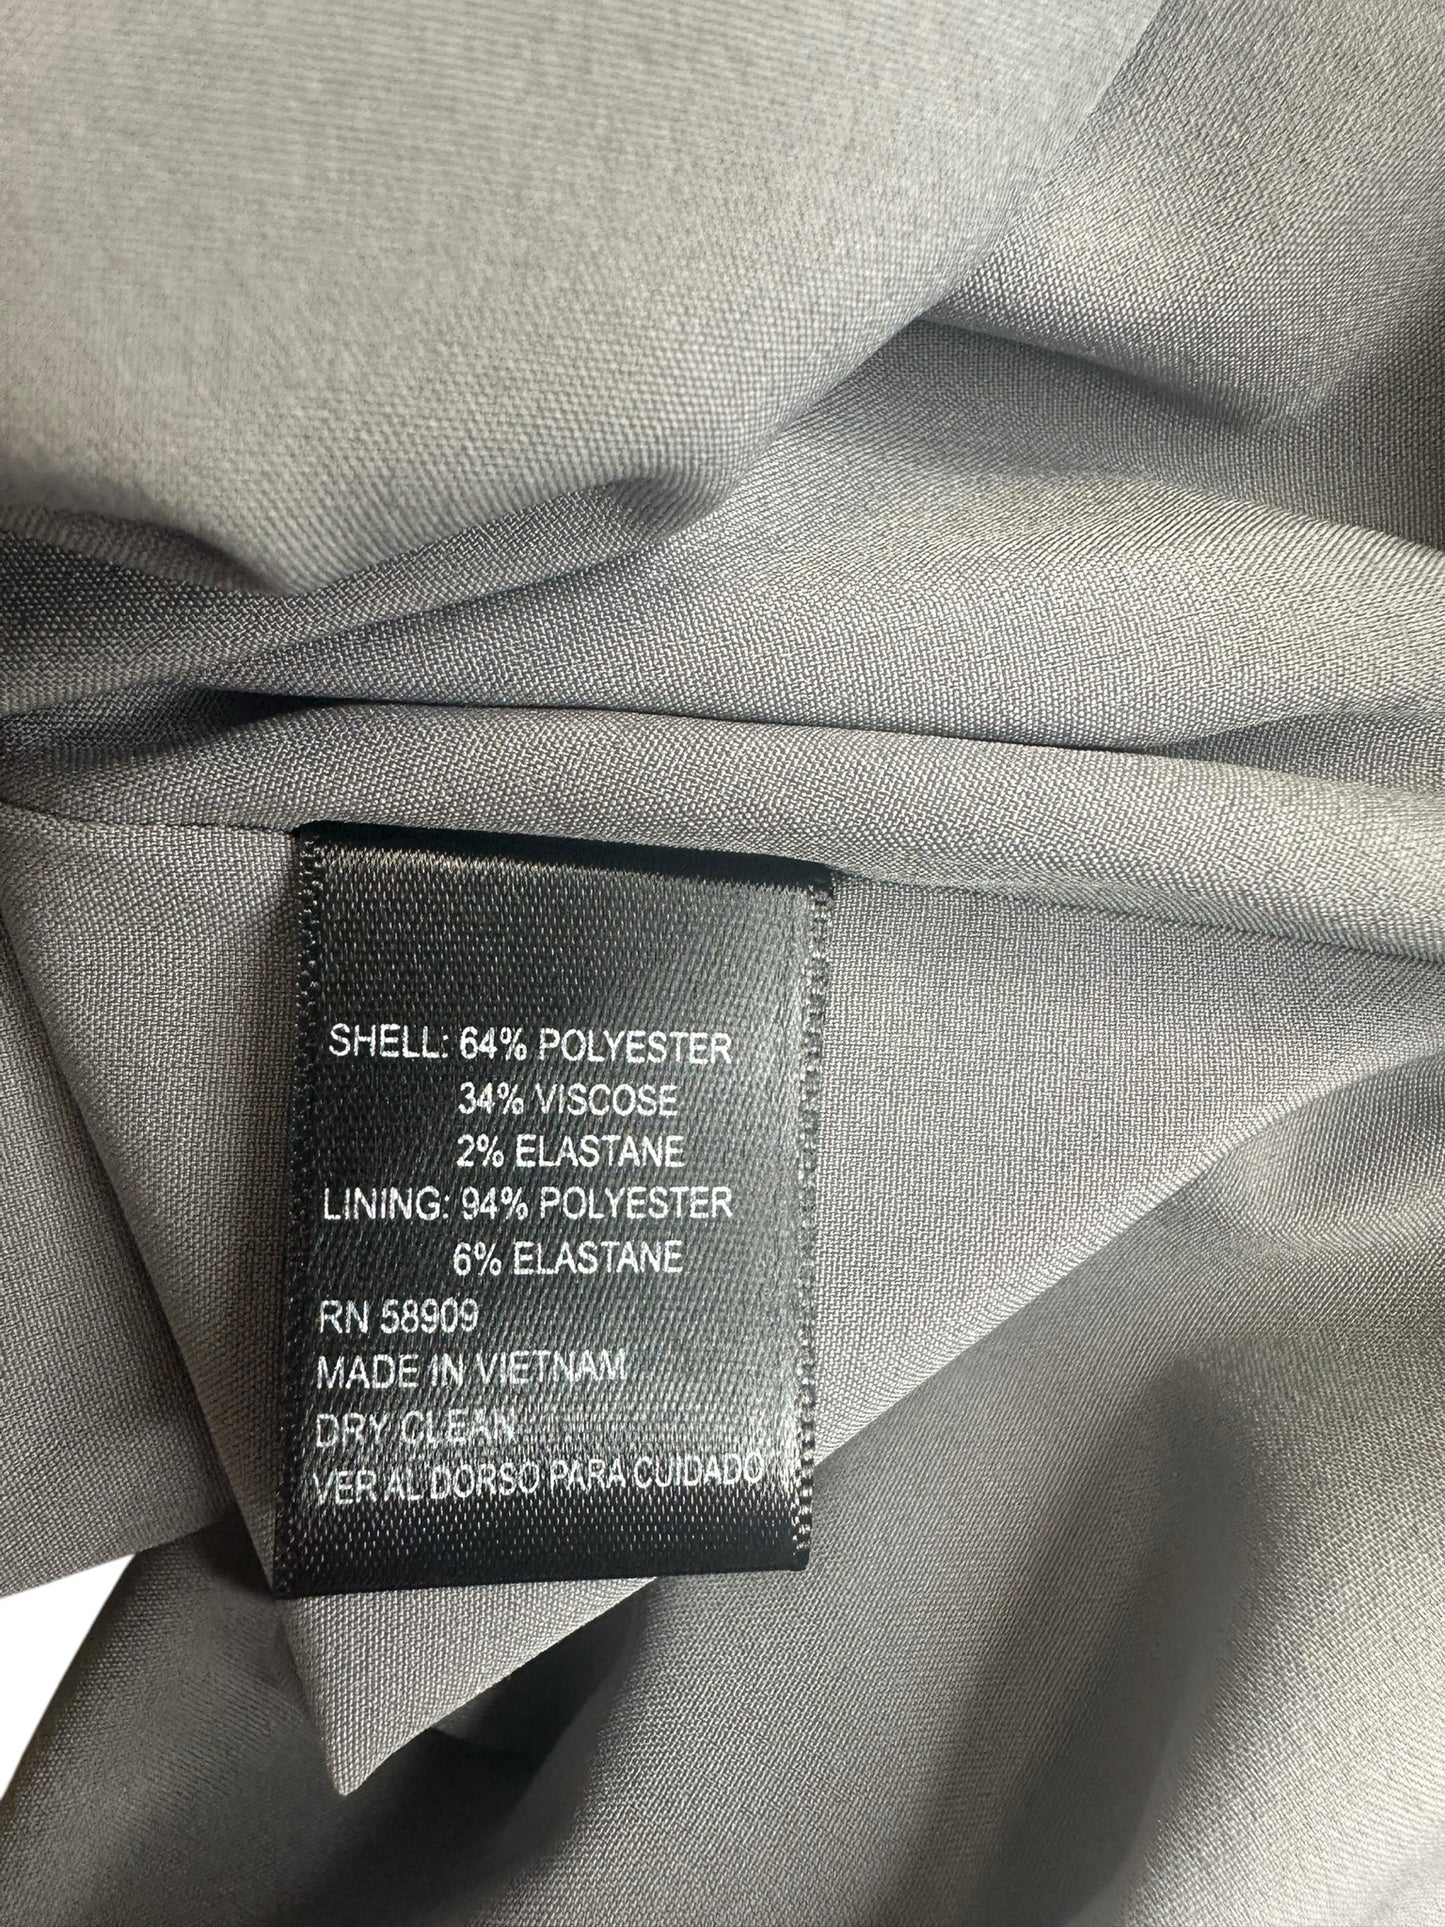 SHELL: 64% POLYESTER
34% VISCOSE
2% ELASTANE
LINING: 94% POLYESTER
6% ELASTANE
RN 58909
MADE IN VIETNAM
DRY CLEAN
VER AL DORSO PARA CUIDADO